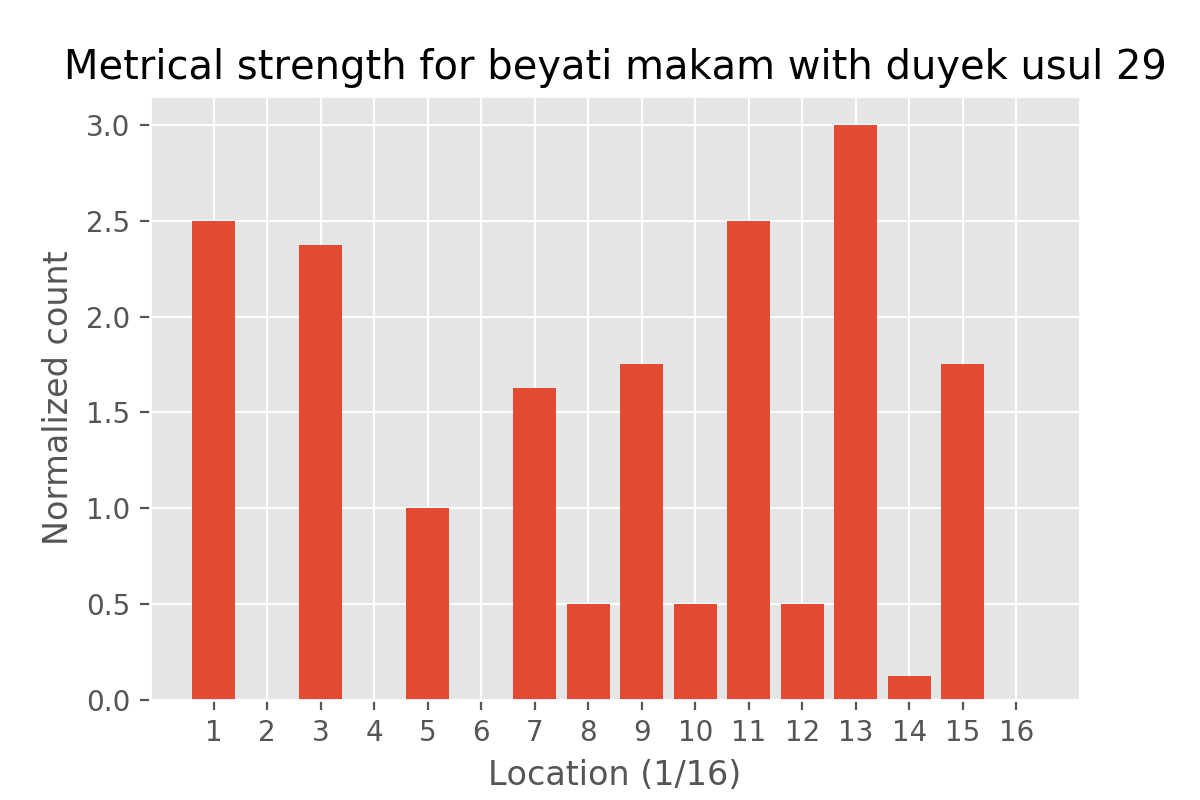 Metrical strength for beyati makam with duyek usul 29
Normalized count
3.0
2.5
2.0
1.5
1.0
0.5
0.0
1 2 3 4 5 6 7 8 9 10 11 12 13 14 15 16
Location (1/16)